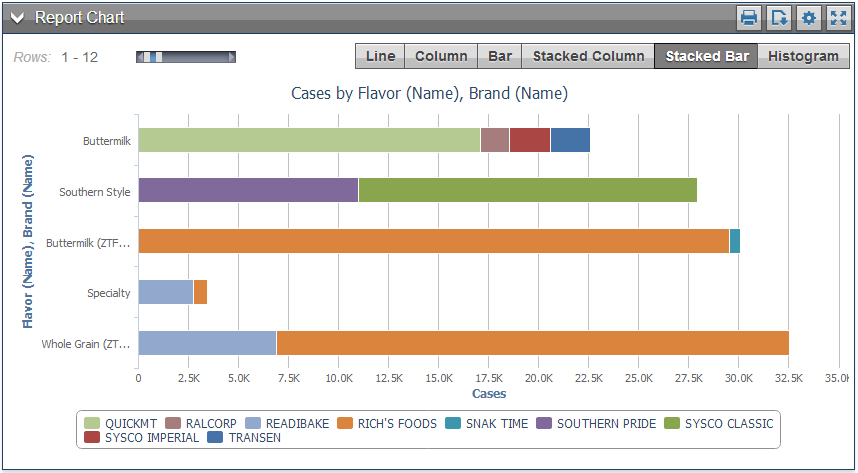 Report Chart
Rows: 1 - 12
Line Column Bar Stacked Column Stacked Bar Histogram
Cases by Flavor (Name), Brand (Name)
Flavor (Name), Brand (Name)
Buttermilk
Southern Style
Buttermilk (ZTF...
Specialty
Whole Grain (ZT...
0 2.5K 5.0K 7.5K 10.0K 12.5K 15.0K 17.5K 20.0K 22.5K 25.0K 27.5K 30.0K 32.5K 35.0K
Cases
QUICKMT RALCORP READIBAKE RICH'S FOODS SNAK TIME SOUTHERN PRIDE SYSCO CLASSIC
SYSCO IMPERIAL TRANSEN